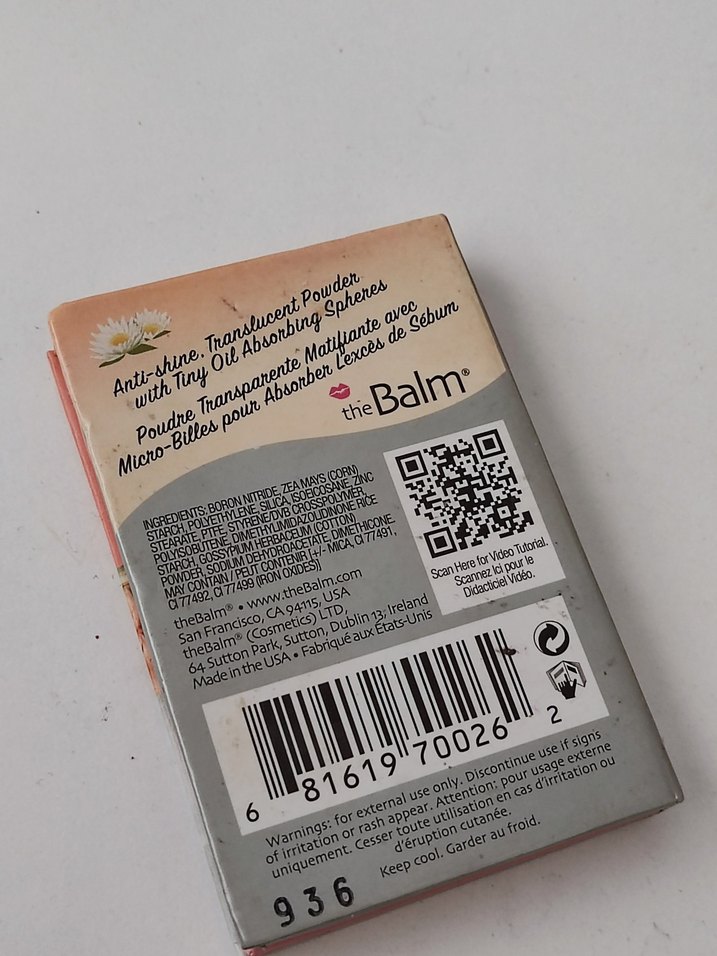 Anti-shine, Translucent Powder
with Tiny Oil Absorbing Spheres
Poudre Transparente Matifiante avec
Micro-Billes pour Absorber L'excès de Sébum
theBalm®
INGREDIENTS: BORON NITRIDE, ZEA MAYS (CORN)
STARCH, POLYETHYLENE, SILICA, ISOEICOSANE, ZINC
STEARATE, PTFE, STYRENE/DVB CROSSPOLYMER,
POLYISOBUTENE, DIMETHYLIMIDAZOLIDINONE RICE
STARCH, GOSSYPIUM HERBACEUM (COTTON)
POWDER, SODIUM DEHYDROACETATE, DIMETHICONE.
MAY CONTAIN / PEUT CONTENIR [+/- MICA, CI 77491,
CI 77492, CI 77499 (IRON OXIDES)]
theBalm® • www.theBalm.com
San Francisco, CA 94115, USA
theBalm® (Cosmetics) LTD,
64 Sutton Park, Sutton, Dublin 13, Ireland
Made in the USA • Fabriqué aux États-Unis
Scan Here for Video Tutorial.
Scannez Ici pour le
Didacticiel Vidéo.
6 81619 70026 2
Warnings: for external use only. Discontinue use if signs
of irritation or rash appear. Attention: pour usage externe
uniquement. Cesser toute utilisation en cas d'irritation ou
d'éruption cutanée.
Keep cool. Garder au froid.
936